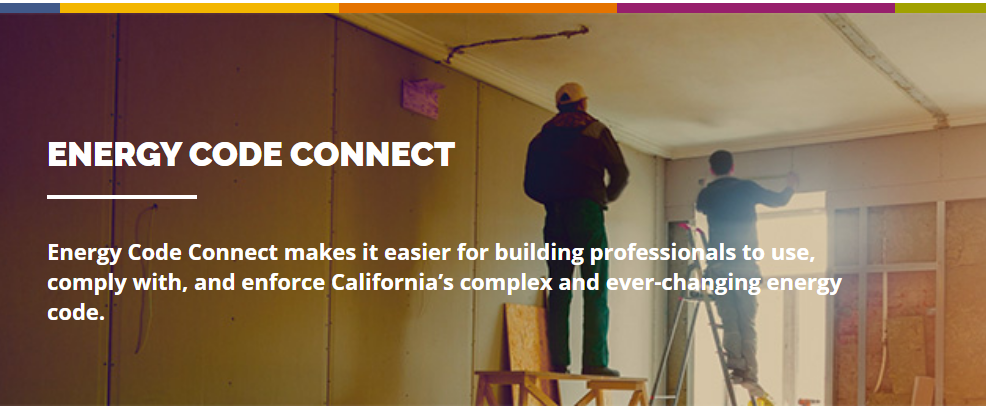 ENERGY CODE CONNECT
Energy Code Connect makes it easier for building professionals to use,
comply with, and enforce California’s complex and ever-changing energy
code.